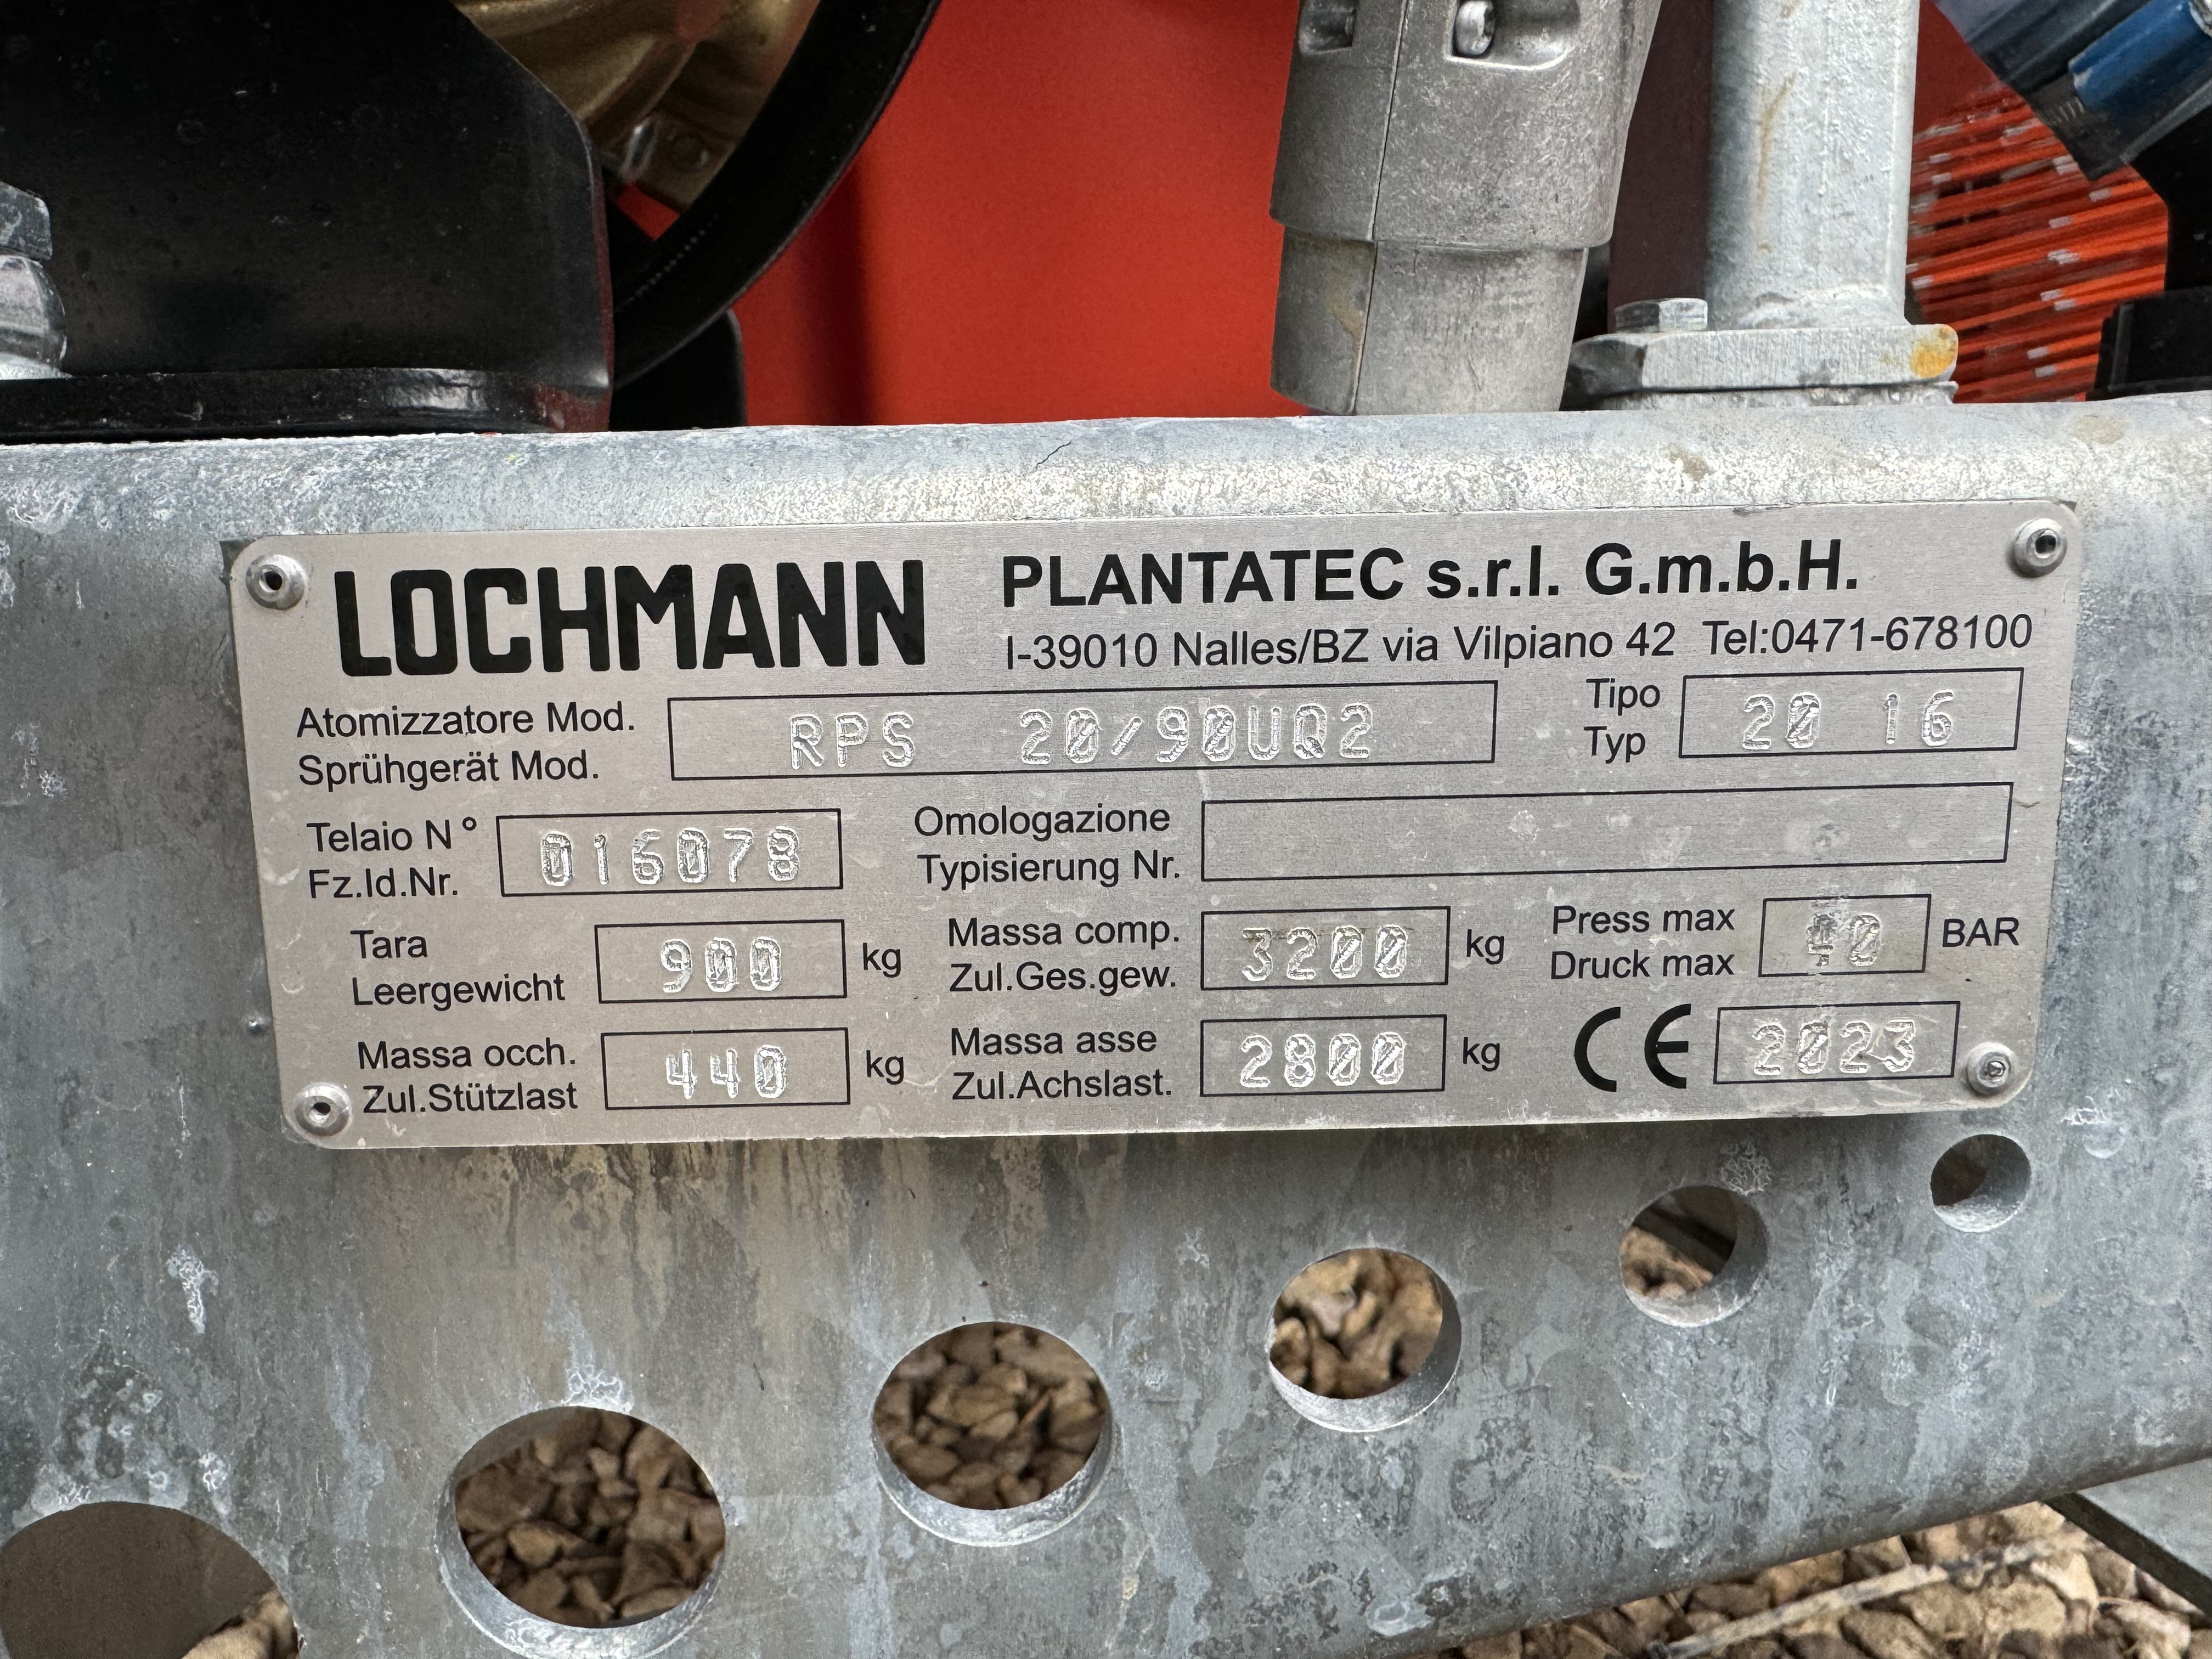 LOCHMANN
PLANTATEC s.r.l. G.m.b.H.
I-39010 Nalles/BZ via Vilpiano 42 Tel:0471-678100
Atomizzatore Mod.
Sprühgerät Mod.
RPS 20/90UQ2
Tipo
Typ
20 16
Telaio N°
Fz.Id.Nr.
016078
Omologazione
Typisierung Nr.
Tara
Leergewicht
900 kg
Massa comp.
Zul.Ges.gew.
3200 kg
Press max
Druck max
BAR
Massa occh.
Zul.Stützlast
440 kg
Massa asse
Zul.Achslast.
2800 kg
CE 2023